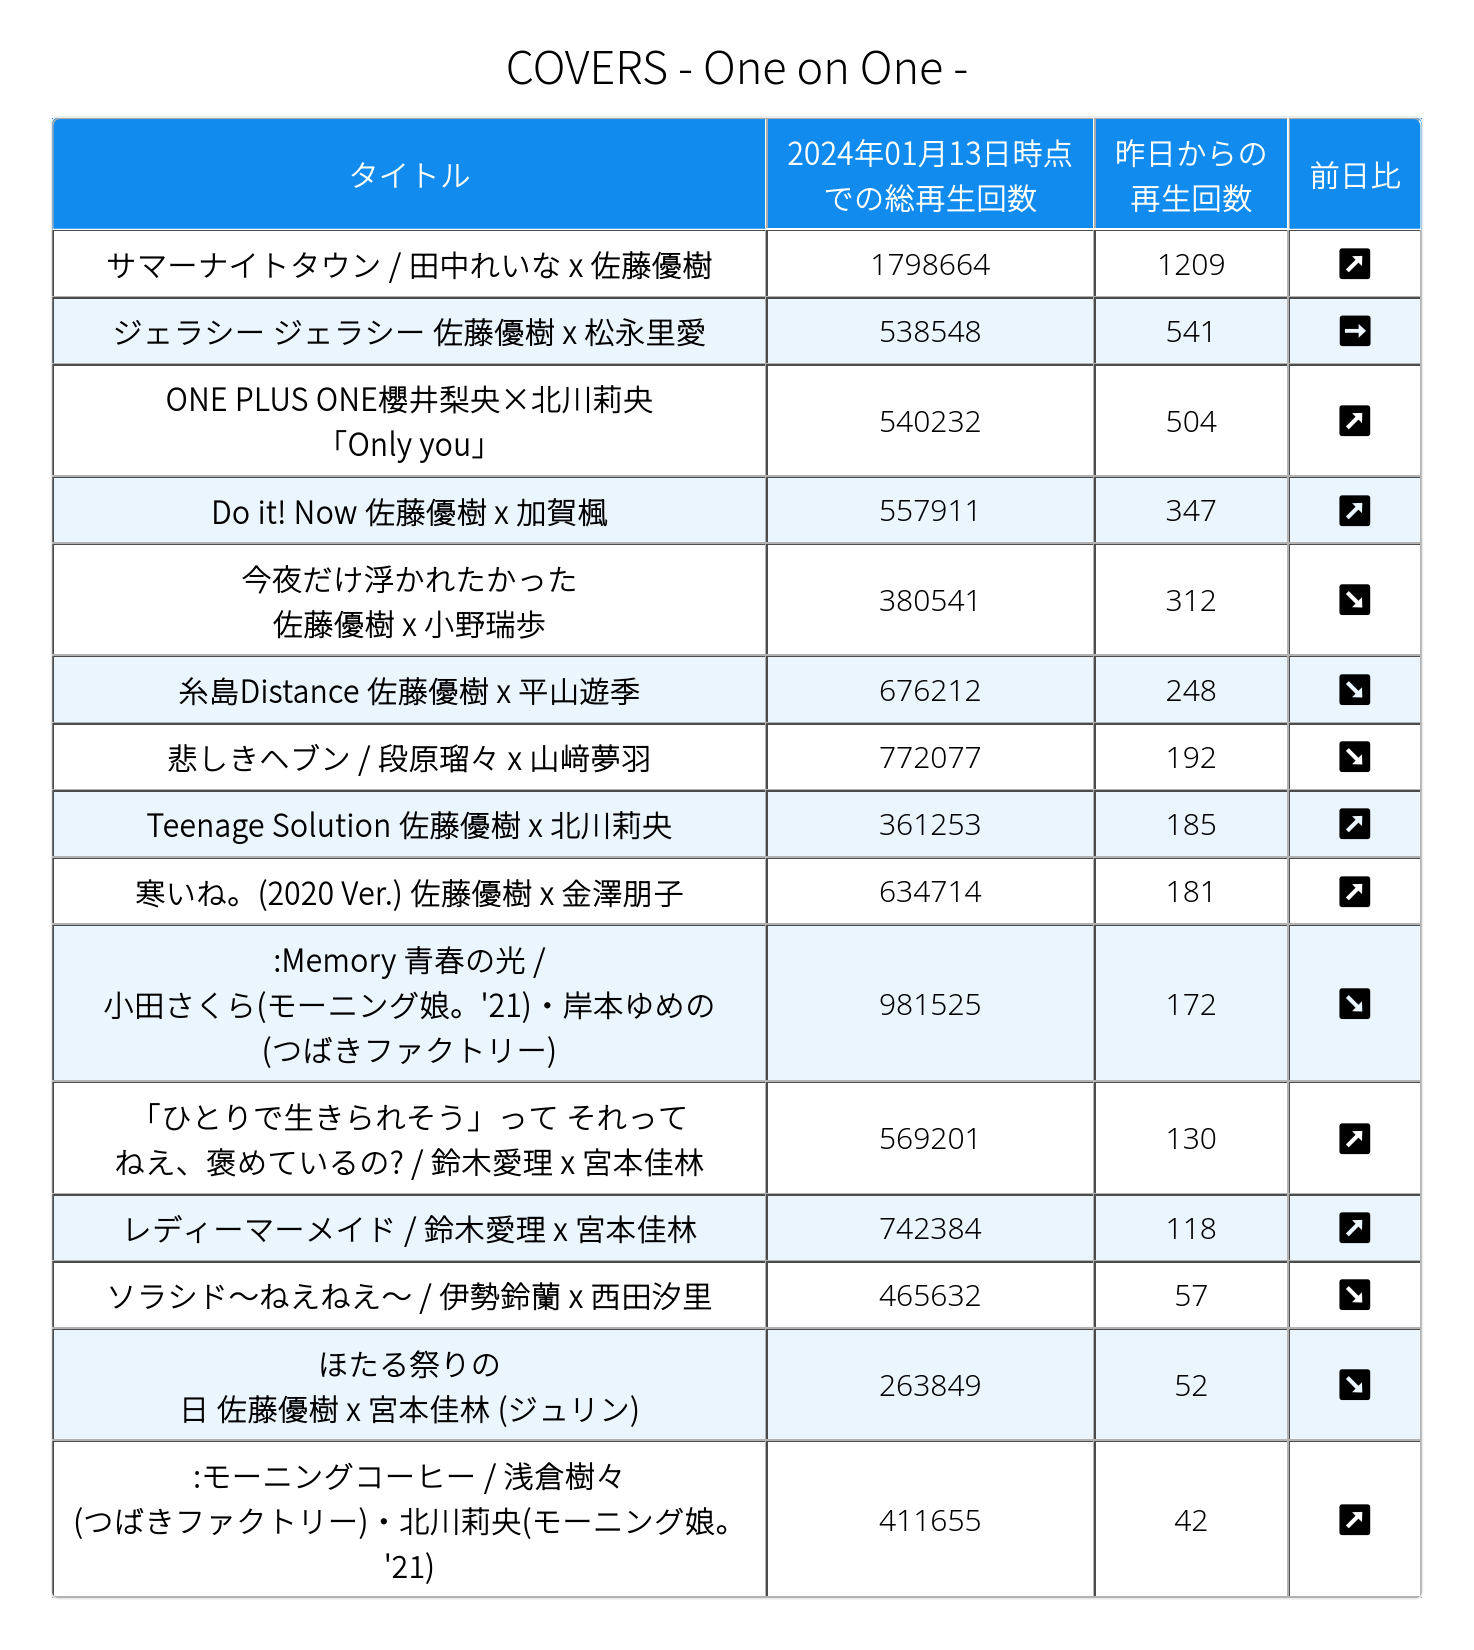 COVERS - One on One -
タイトル
2024年01月13日時点
での総再生回数
昨日からの
再生回数
前日比
サマーナイトタウン / 田中れいな x 佐藤優樹
1798664
1209
ジェラシー ジェラシー 佐藤優樹 x 松永里愛
538548
541
ONE PLUS ONE櫻井梨央×北川莉央
「Only you」
540232
504
Do it! Now 佐藤優樹 x 加賀楓
557911
347
今夜だけ浮かれたかった
佐藤優樹 x 小野瑞歩
380541
312
糸島Distance 佐藤優樹 x 平山遊季
676212
248
悲しきヘブン / 段原瑠々 x 山﨑夢羽
772077
192
Teenage Solution 佐藤優樹 x 北川莉央
361253
185
寒いね。(2020 Ver.) 佐藤優樹 x 金澤朋子
634714
181
:Memory 青春の光 /
小田さくら(モーニング娘。'21)・岸本ゆめの
(つばきファクトリー)
981525
172
「ひとりで生きられそう」って それって
ねえ、褒めているの? / 鈴木愛理 x 宮本佳林
569201
130
レディーマーメイド / 鈴木愛理 x 宮本佳林
742384
118
ソラシド〜ねえねえ〜 / 伊勢鈴蘭 x 西田汐里
465632
57
ほたる祭りの
日 佐藤優樹 x 宮本佳林 (ジュリン)
263849
52
:モーニングコーヒー / 浅倉樹々
(つばきファクトリー)・北川莉央(モーニング娘。
'21)
411655
42